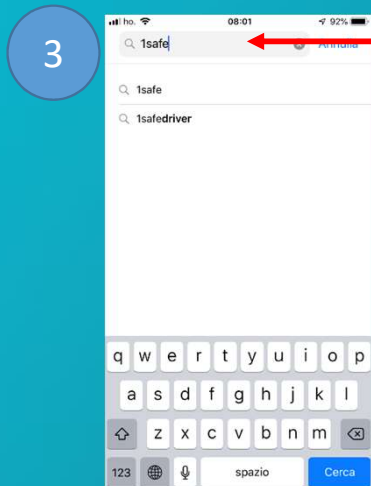 3
ho. 08:01 92%
1safe Annulla
1safe
1safedriver
q w e r t y u i o p
a s d f g h j k l
z x c v b n m
123 spazio Cerca